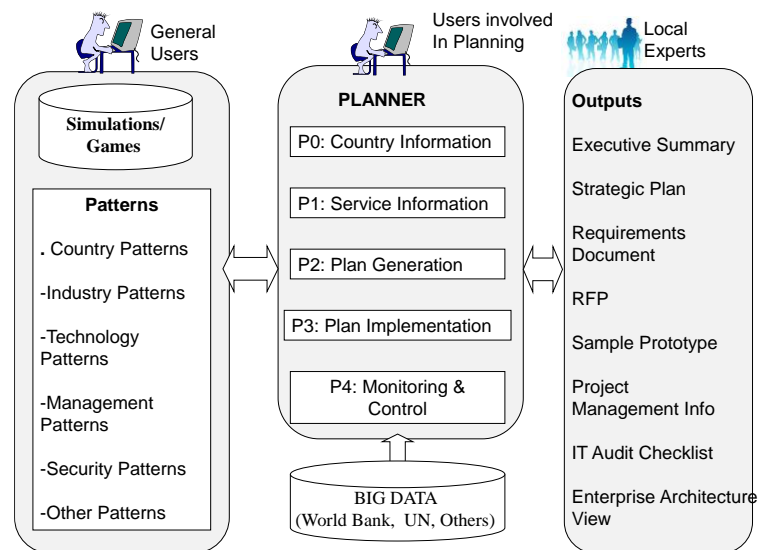 General
Users
Simulations/
Games
Patterns
. Country Patterns
-Industry Patterns
-Technology
Patterns
-Management
Patterns
-Security Patterns
-Other Patterns
Users involved
In Planning
PLANNER
P0: Country Information
P1: Service Information
P2: Plan Generation
P3: Plan Implementation
P4: Monitoring &
Control
BIG DATA
(World Bank, UN, Others)
Local
Experts
Outputs
Executive Summary
Strategic Plan
Requirements
Document
RFP
Sample Prototype
Project
Management Info
IT Audit Checklist
Enterprise Architecture
View